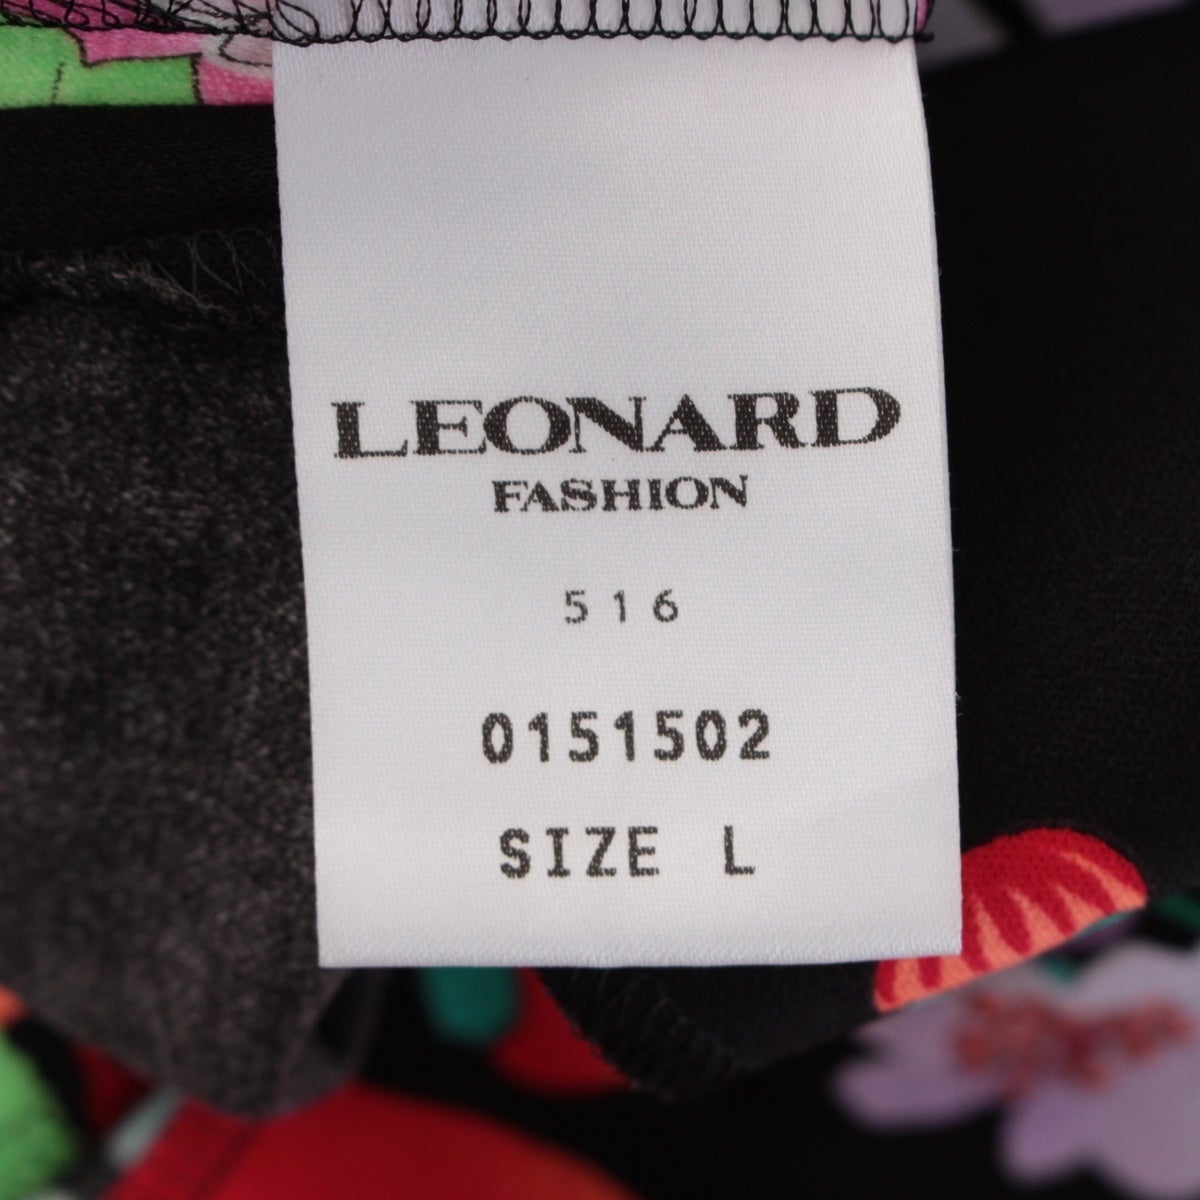 LEONARD
FASHION
516
0151502
SIZE L